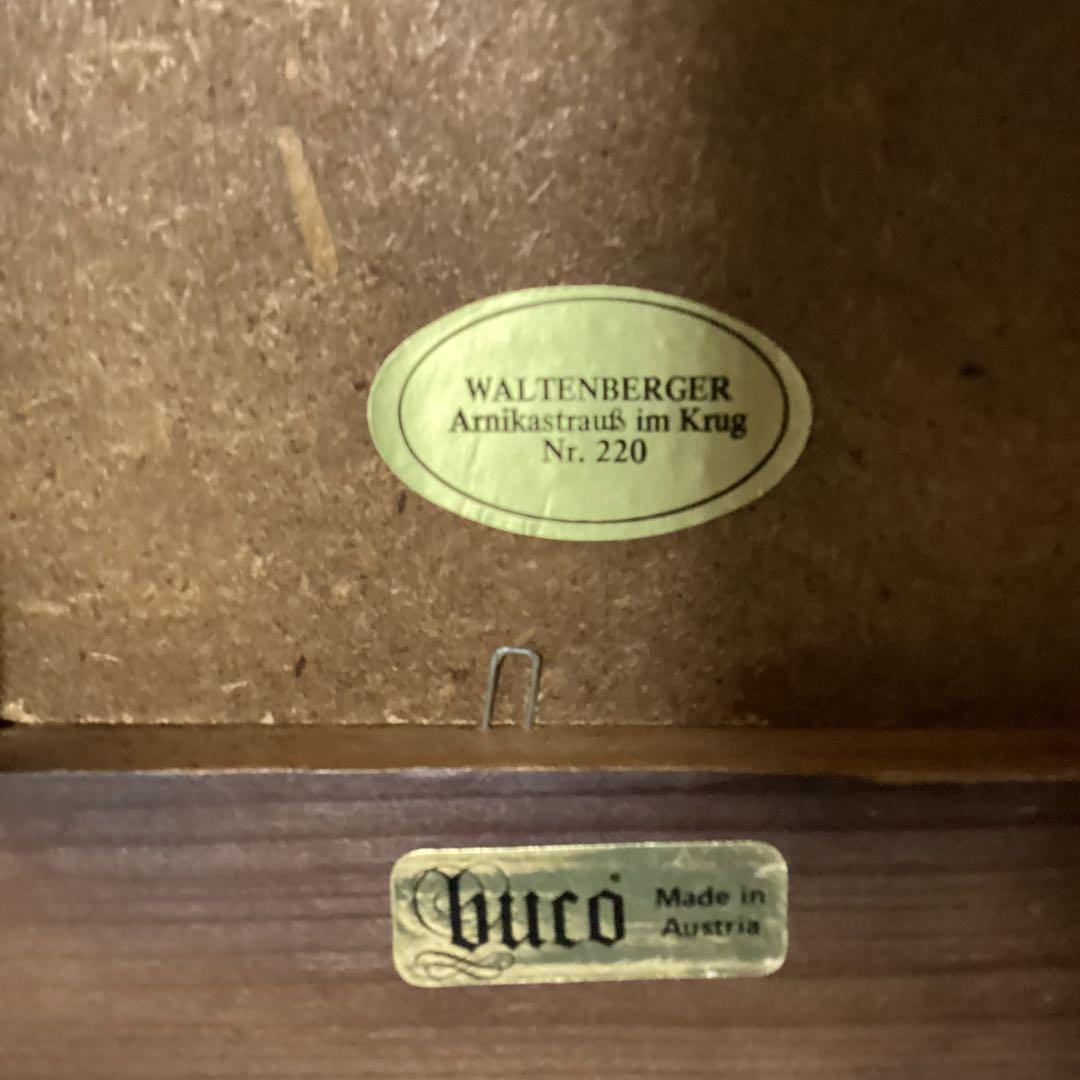 WALTENBERGER
Arnikastrauß im Krug
Nr. 220
buco
Made in
Austria